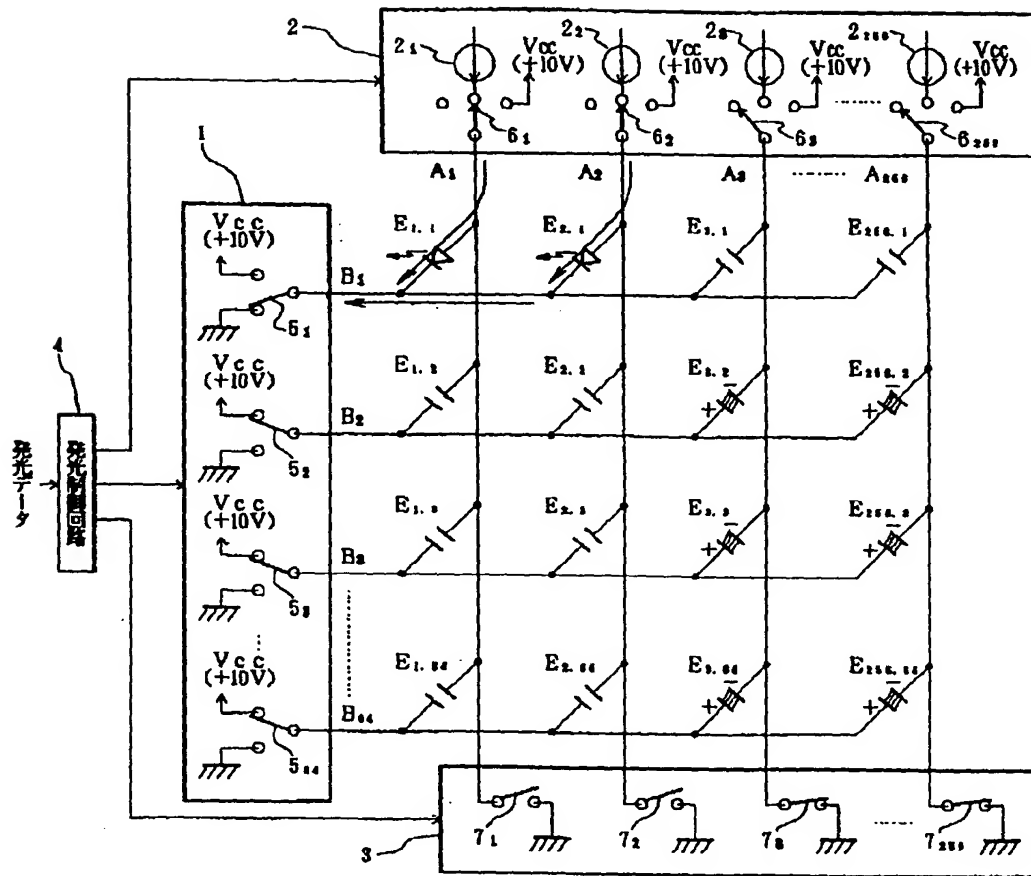 2
2₁
2₂
2₃
2₂₅₆
Vcc
(+10V)
Vcc
(+10V)
Vcc
(+10V)
Vcc
(+10V)
6₁
6₂
6₃
6₂₅₆
1
A₁
A₂
A₃
A₂₅₆
Vcc
(+10V)
E₁.₁
E₂.₁
E₃.₁
E₂₅₆.₁
B₁
5₁
4
発光データ
発光制御回路
Vcc
(+10V)
E₁.₂
E₂.₂
E₃.₂
E₂₅₆.₂
+ −
+ −
B₂
5₂
Vcc
(+10V)
E₁.₃
E₂.₃
E₃.₃
E₂₅₆.₃
+ −
+ −
B₃
5₃
Vcc
(+10V)
E₁.₆₄
E₂.₆₄
E₃.₆₄
E₂₅₆.₆₄
+ −
+ −
B₆₄
5₆₄
3
7₁
7₂
7₃
7₂₅₆